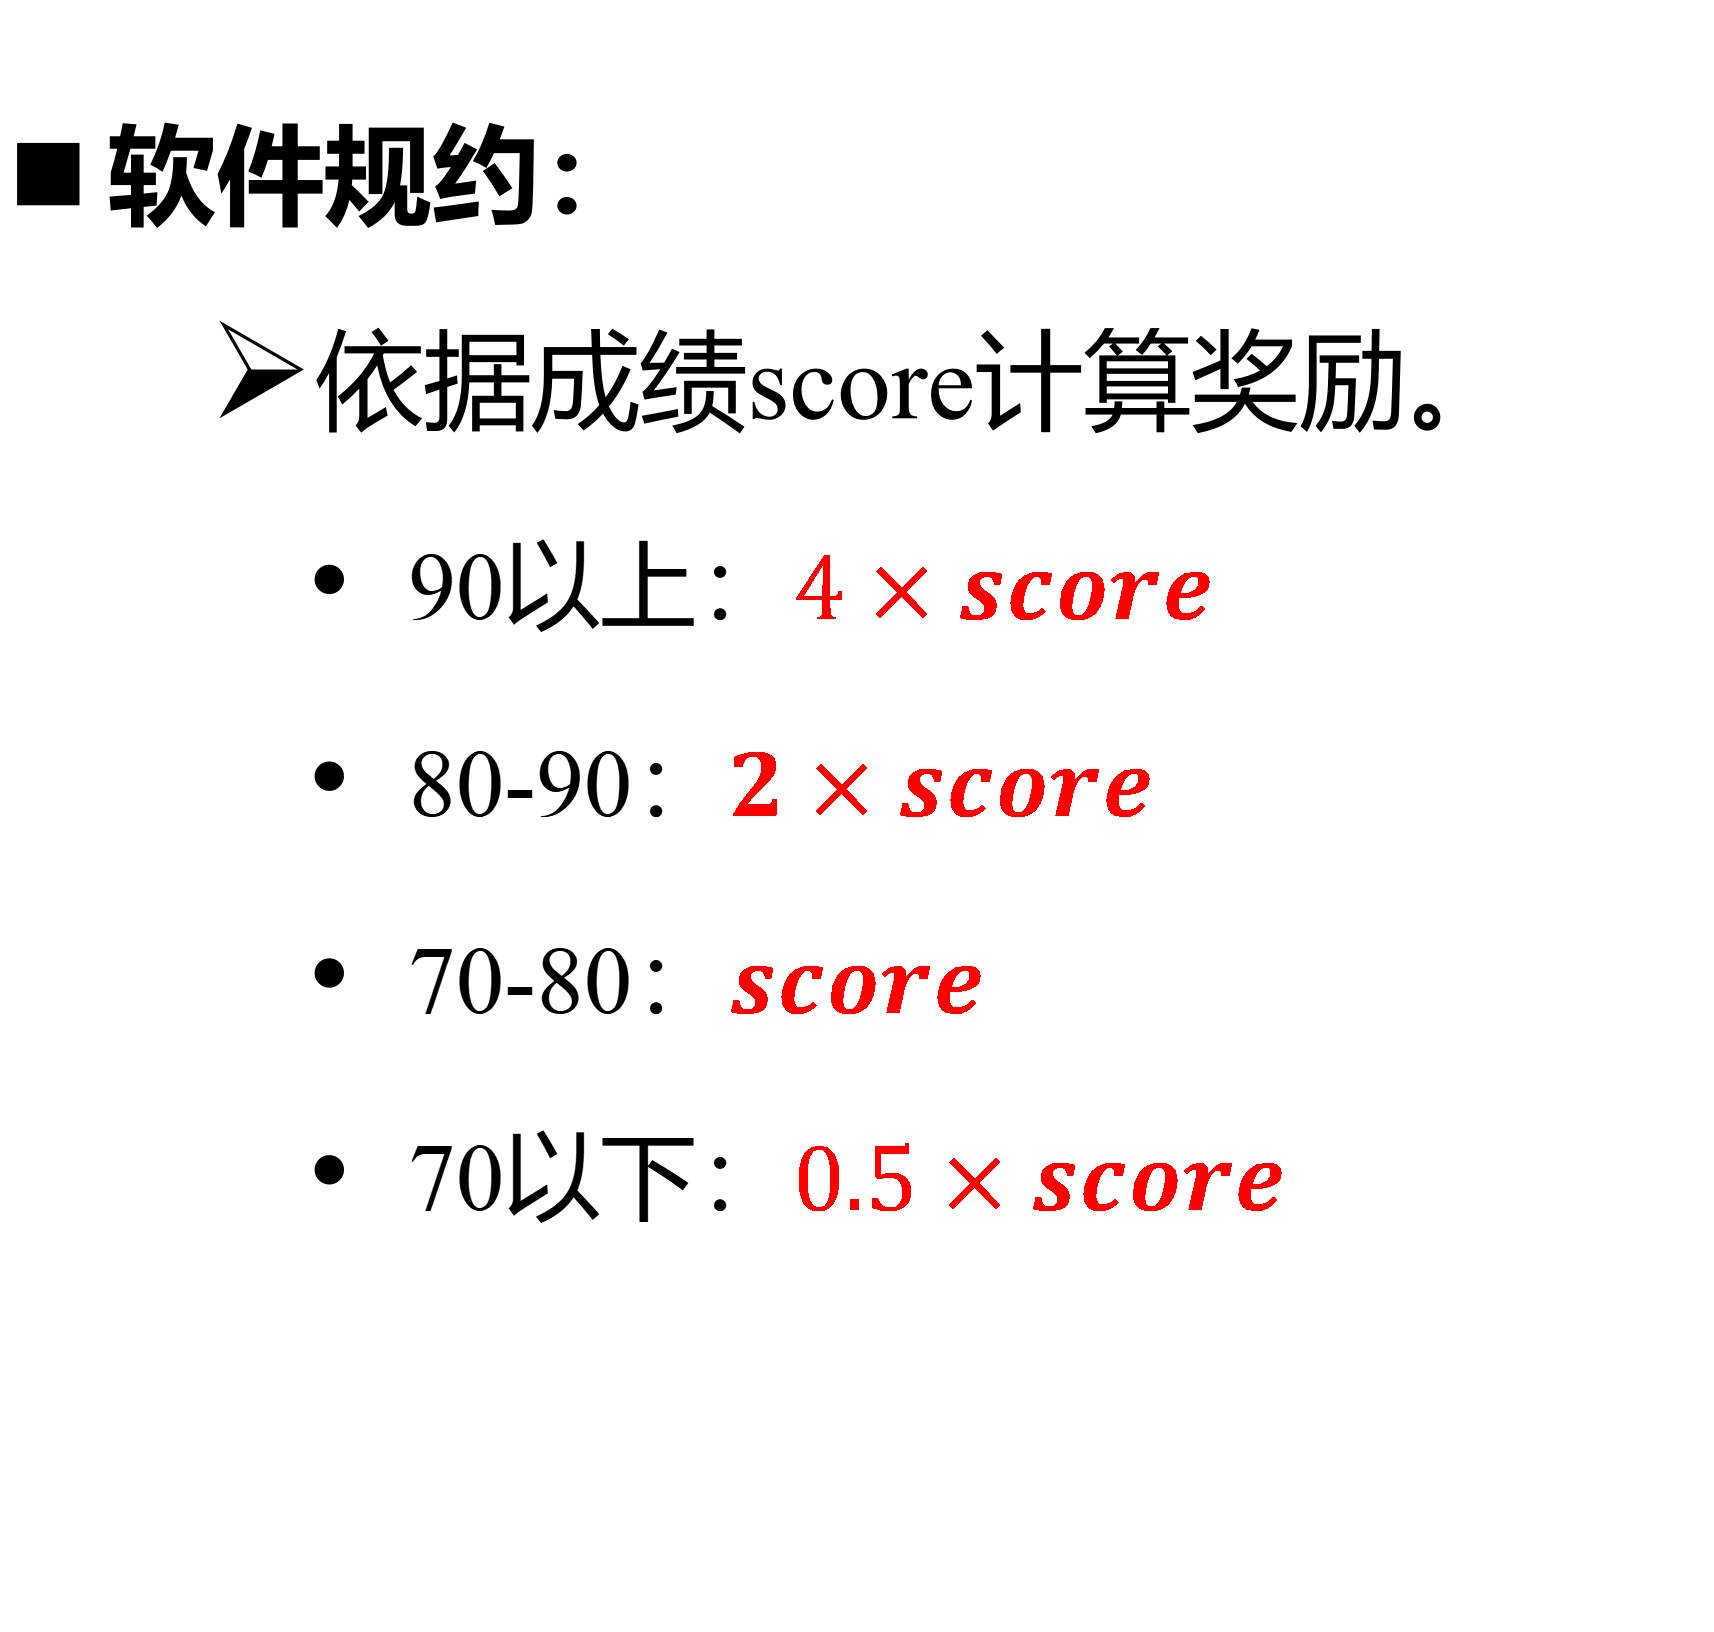 ■ 软件规约：
➢依据成绩score计算奖励。
• 90以上：4 × score
• 80-90：2 × score
• 70-80：score
• 70以下：0.5 × score